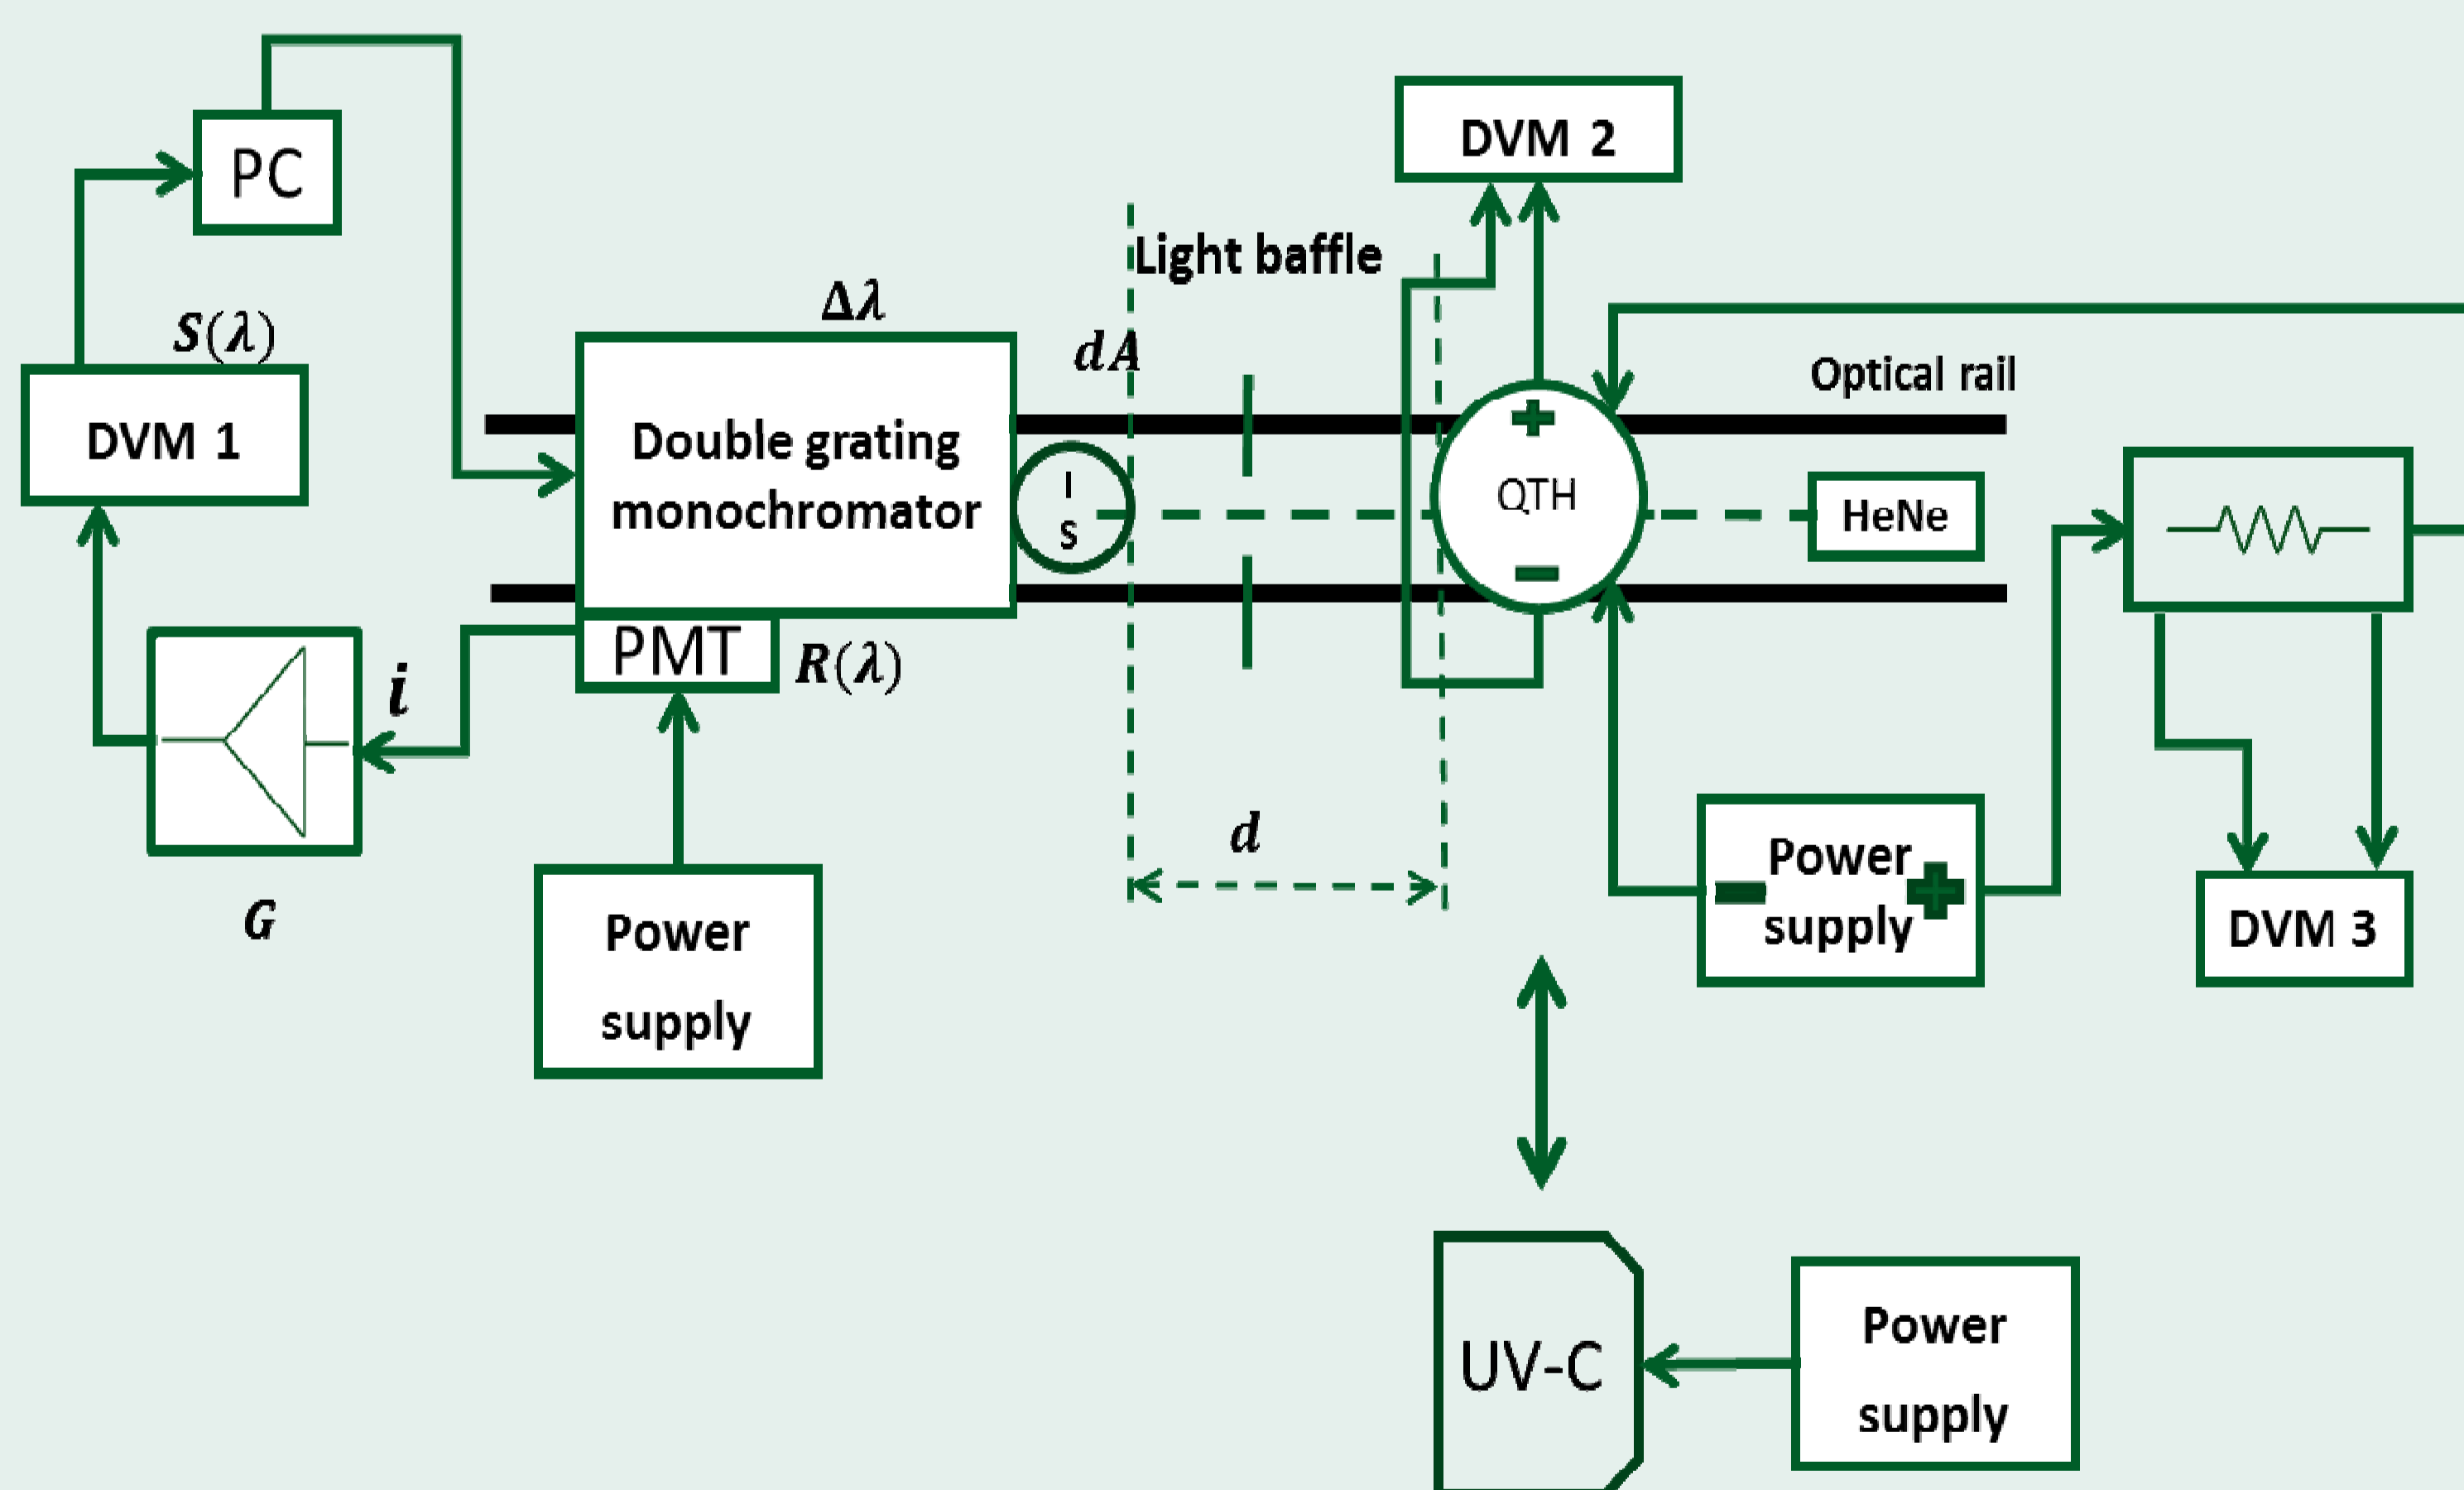 DVM 2
PC
Light baffle
Δλ
S(λ)
dA
Optical rail
+
DVM 1
Double grating
monochromator
I
S
QTH
HeNe
−
PMT
R(λ)
i
d
Power
supply
− +
G
Power
supply
DVM 3
UV-C
Power
supply